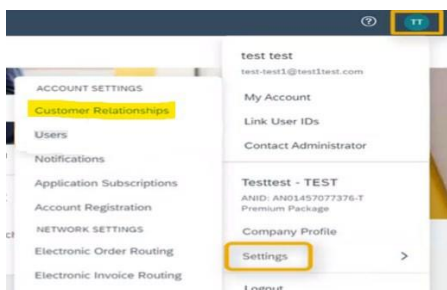 TT
test test
test-test1@test1test.com
My Account
Link User IDs
Contact Administrator
Testtest - TEST
ANID: AN01457077376-T
Premium Package
Company Profile
Settings
Logout
ACCOUNT SETTINGS
Customer Relationships
Users
Notifications
Application Subscriptions
Account Registration
NETWORK SETTINGS
Electronic Order Routing
Electronic Invoice Routing